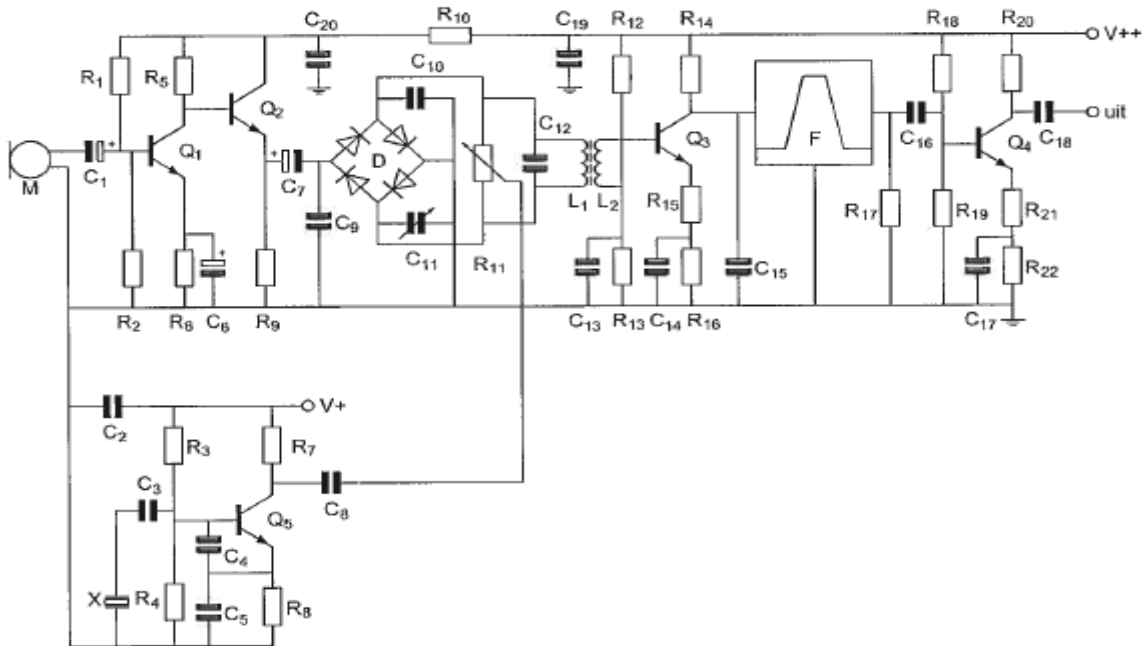 C20
R10
C19
R12
R14
R18
R20
V++
R1
R5
C10
Q2
C12
Q1
D
Q3
F
C16
Q4
C18
uit
M
C1
+
C7
+
C9
L1
L2
R15
R17
R19
R21
C11
R11
C15
R22
+
R2
R6
C6
R9
C13
R13
C14
R16
C17
V+
C2
R3
R7
C3
C8
Q5
C4
X
R4
C5
R8